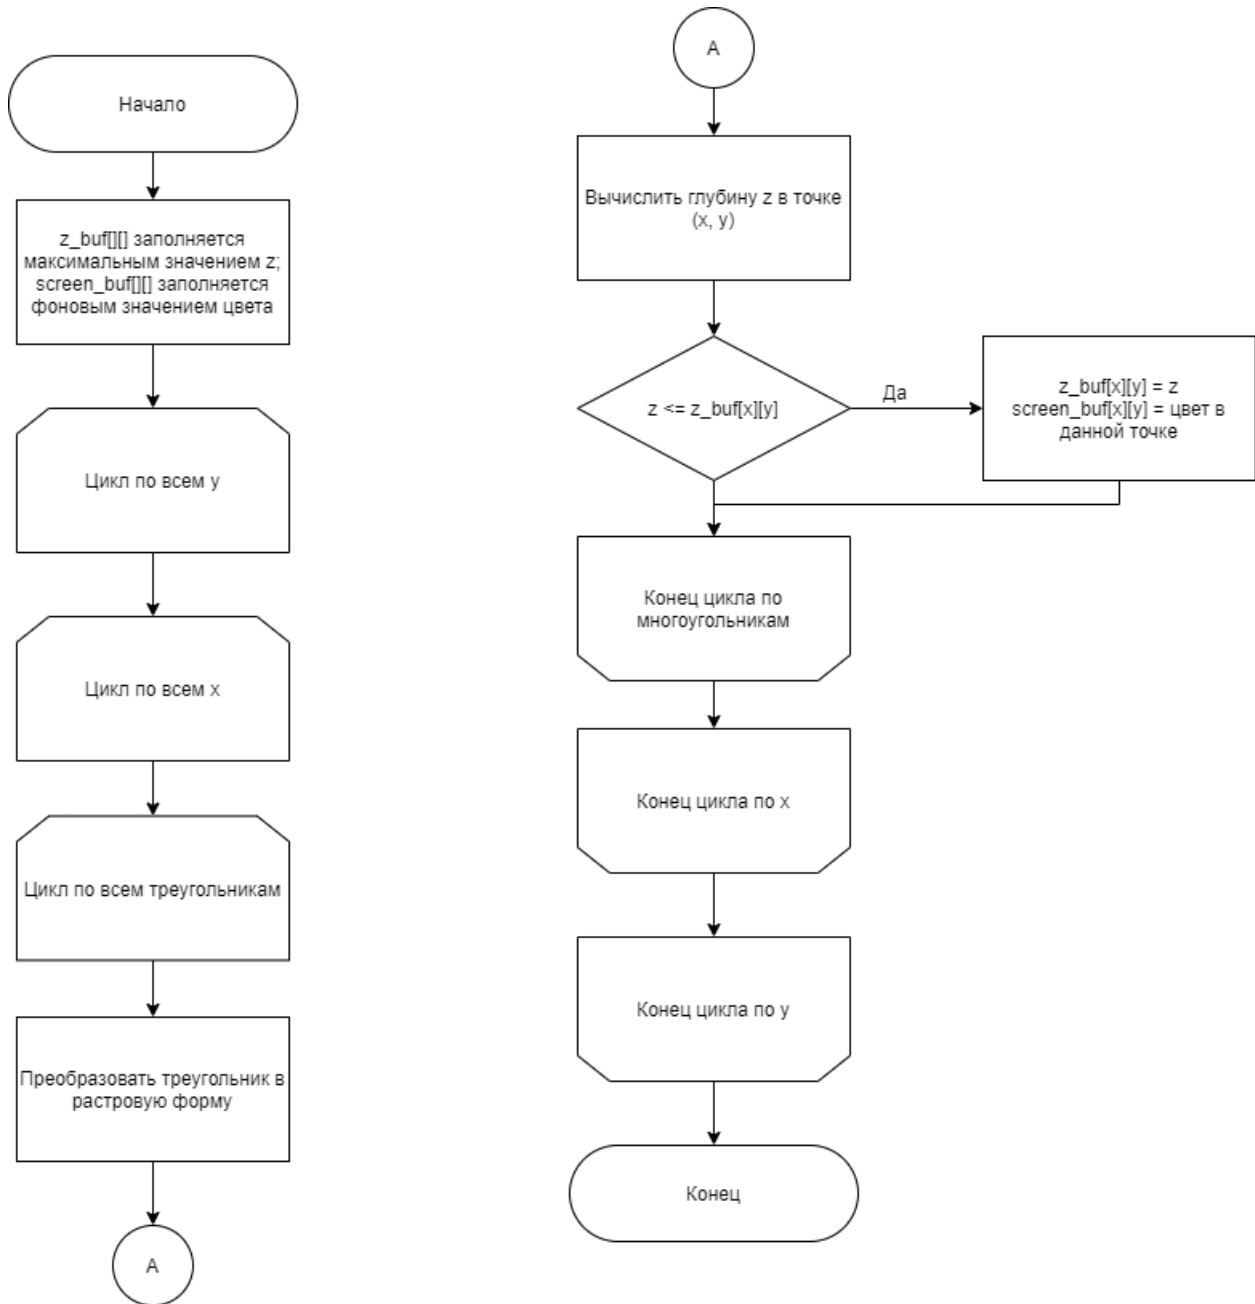 Начало
z_buf[][] заполняется
максимальным значением z;
screen_buf[][] заполняется
фоновым значением цвета
Цикл по всем y
Цикл по всем x
Цикл по всем треугольникам
Преобразовать треугольник в
растровую форму
A
A
Вычислить глубину z в точке
(x, y)
z <= z_buf[x][y]
Да
z_buf[x][y] = z
screen_buf[x][y] = цвет в
данной точке
Конец цикла по
многоугольникам
Конец цикла по x
Конец цикла по y
Конец